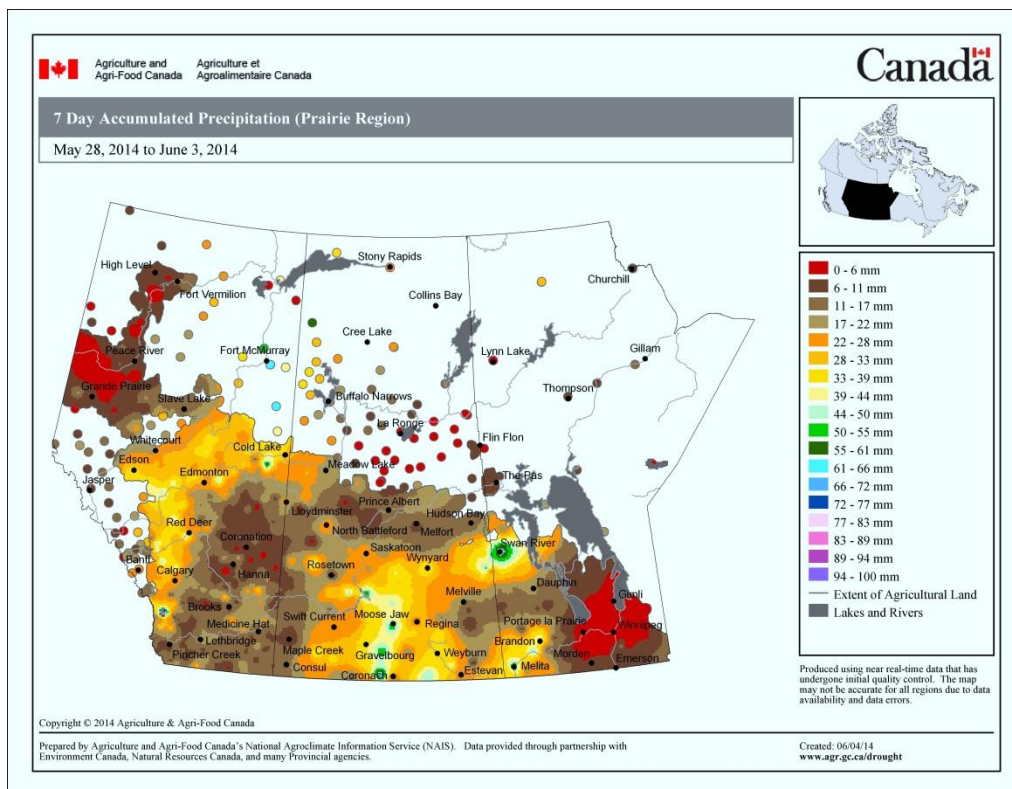 Agriculture and
Agri-Food Canada
Agriculture et
Agroalimentaire Canada
Canada
7 Day Accumulated Precipitation (Prairie Region)
May 28, 2014 to June 3, 2014
High Level
Fort Vermilion
Stony Rapids
Churchill
Collins Bay
Cree Lake
Peace River
Fort McMurray
Lynn Lake
Gillam
Grande Prairie
Slave Lake
Buffalo Narrows
Thompson
La Ronge
Whitecourt
Flin Flon
Cold Lake
Edson
Edmonton
Meadow Lake
The Pas
Jasper
Lloydminster
Prince Albert
Hudson Bay
Red Deer
North Battleford
Melfort
Coronation
Saskatoon
Swan River
Banff
Hanna
Rosetown
Wynyard
Calgary
Dauphin
Brooks
Melville
Gimli
Medicine Hat
Swift Current
Moose Jaw
Regina
Portage la Prairie
Winnipeg
Lethbridge
Maple Creek
Gravelbourg
Weyburn
Brandon
Morden
Emerson
Pincher Creek
Consul
Coronach
Estevan
Melita
0 - 6 mm
6 - 11 mm
11 - 17 mm
17 - 22 mm
22 - 28 mm
28 - 33 mm
33 - 39 mm
39 - 44 mm
44 - 50 mm
50 - 55 mm
55 - 61 mm
61 - 66 mm
66 - 72 mm
72 - 77 mm
77 - 83 mm
83 - 89 mm
89 - 94 mm
94 - 100 mm
Extent of Agricultural Land
Lakes and Rivers
Produced using near real-time data that has
undergone initial quality control. The map
may not be accurate for all regions due to data
availability and data errors.
Copyright © 2014 Agriculture & Agri-Food Canada
Prepared by Agriculture and Agri-Food Canada's National Agroclimate Information Service (NAIS). Data provided through partnership with
Environment Canada, Natural Resources Canada, and many Provincial agencies.
Created: 06/04/14
www.agr.gc.ca/drought